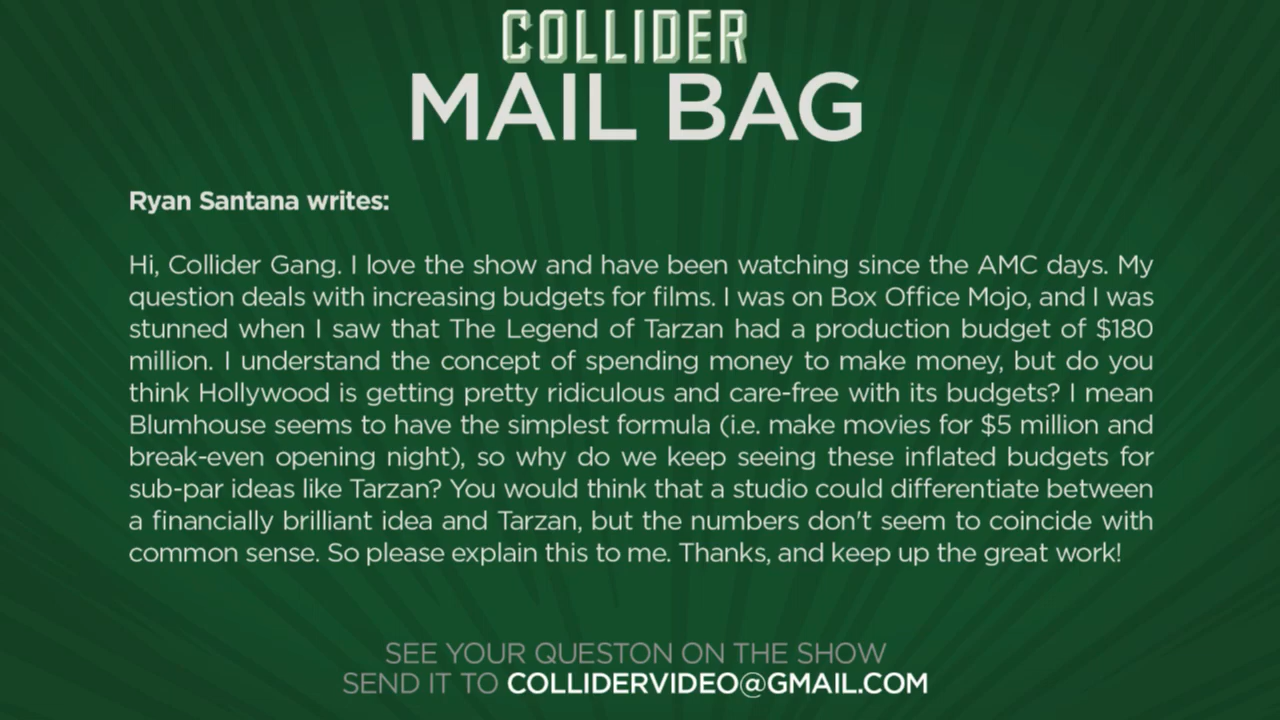 COLLIDER
MAIL BAG
Ryan Santana writes:
Hi, Collider Gang. I love the show and have been watching since the AMC days. My
question deals with increasing budgets for films. I was on Box Office Mojo, and I was
stunned when I saw that The Legend of Tarzan had a production budget of $180
million. I understand the concept of spending money to make money, but do you
think Hollywood is getting pretty ridiculous and care-free with its budgets? I mean
Blumhouse seems to have the simplest formula (i.e. make movies for $5 million and
break-even opening night), so why do we keep seeing these inflated budgets for
sub-par ideas like Tarzan? You would think that a studio could differentiate between
a financially brilliant idea and Tarzan, but the numbers don't seem to coincide with
common sense. So please explain this to me. Thanks, and keep up the great work!
SEE YOUR QUESTON ON THE SHOW
SEND IT TO COLLIDERVIDEO@GMAIL.COM